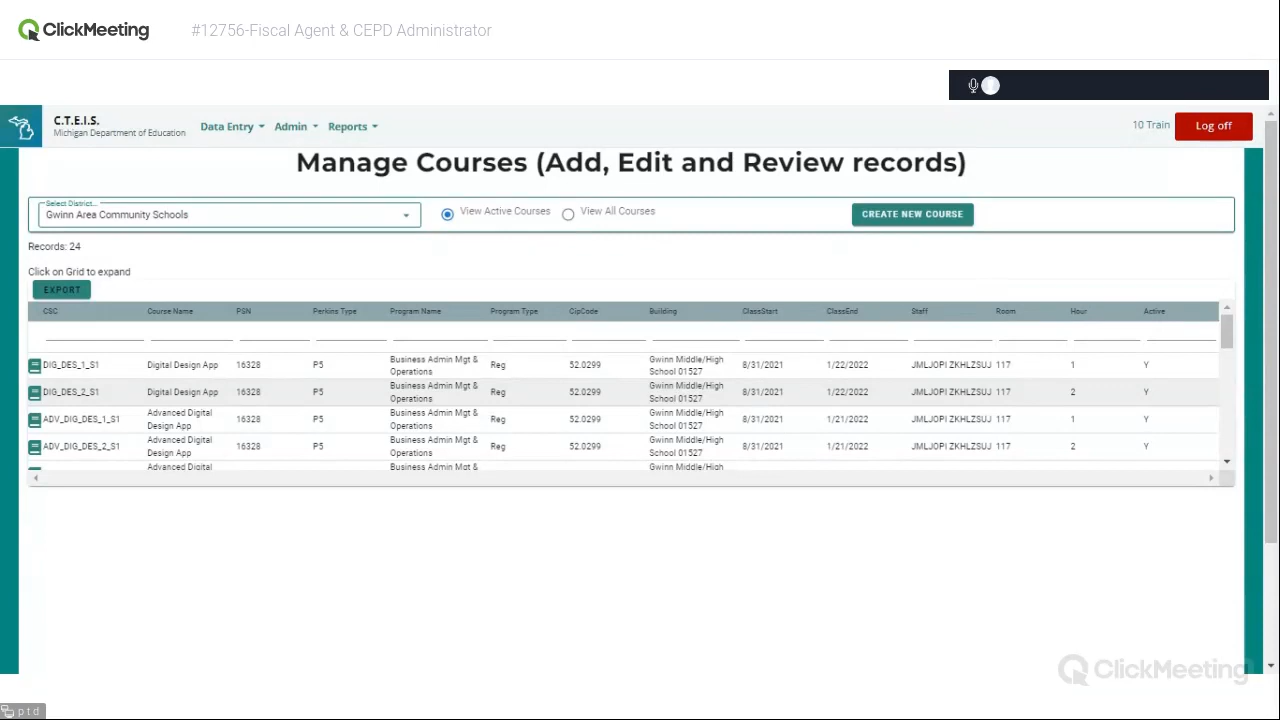 ClickMeeting #12756-Fiscal Agent & CEPD Administrator
C.T.E.I.S.
Michigan Department of Education
Data Entry Admin Reports
10 Train Log off
Manage Courses (Add, Edit and Review records)
Select District...
Gwinn Area Community Schools
View Active Courses View All Courses
CREATE NEW COURSE
Records: 24
Click on Grid to expand
EXPORT
CSC Course Name PSN Perkins Type Program Name Program Type CipCode Building ClassStart ClassEnd Staff Room Hour Active
DIG_DES_1_S1 Digital Design App 16328 P5 Business Admin Mgt & Operations Reg 52.0299 Gwinn Middle/High School 01527 8/31/2021 1/22/2022 JMLJOPI ZKHLZSUJ 117 1 Y
DIG_DES_2_S1 Digital Design App 16328 P5 Business Admin Mgt & Operations Reg 52.0299 Gwinn Middle/High School 01527 8/31/2021 1/22/2022 JMLJOPI ZKHLZSUJ 117 2 Y
ADV_DIG_DES_1_S1 Advanced Digital Design App 16328 P5 Business Admin Mgt & Operations Reg 52.0299 Gwinn Middle/High School 01527 8/31/2021 1/21/2022 JMLJOPI ZKHLZSUJ 117 1 Y
ADV_DIG_DES_2_S1 Advanced Digital Design App 16328 P5 Business Admin Mgt & Operations Reg 52.0299 Gwinn Middle/High School 01527 8/31/2021 1/21/2022 JMLJOPI ZKHLZSUJ 117 2 Y
Advanced Digital Business Admin Mgt & Gwinn Middle/High
ClickMeeting
ptd